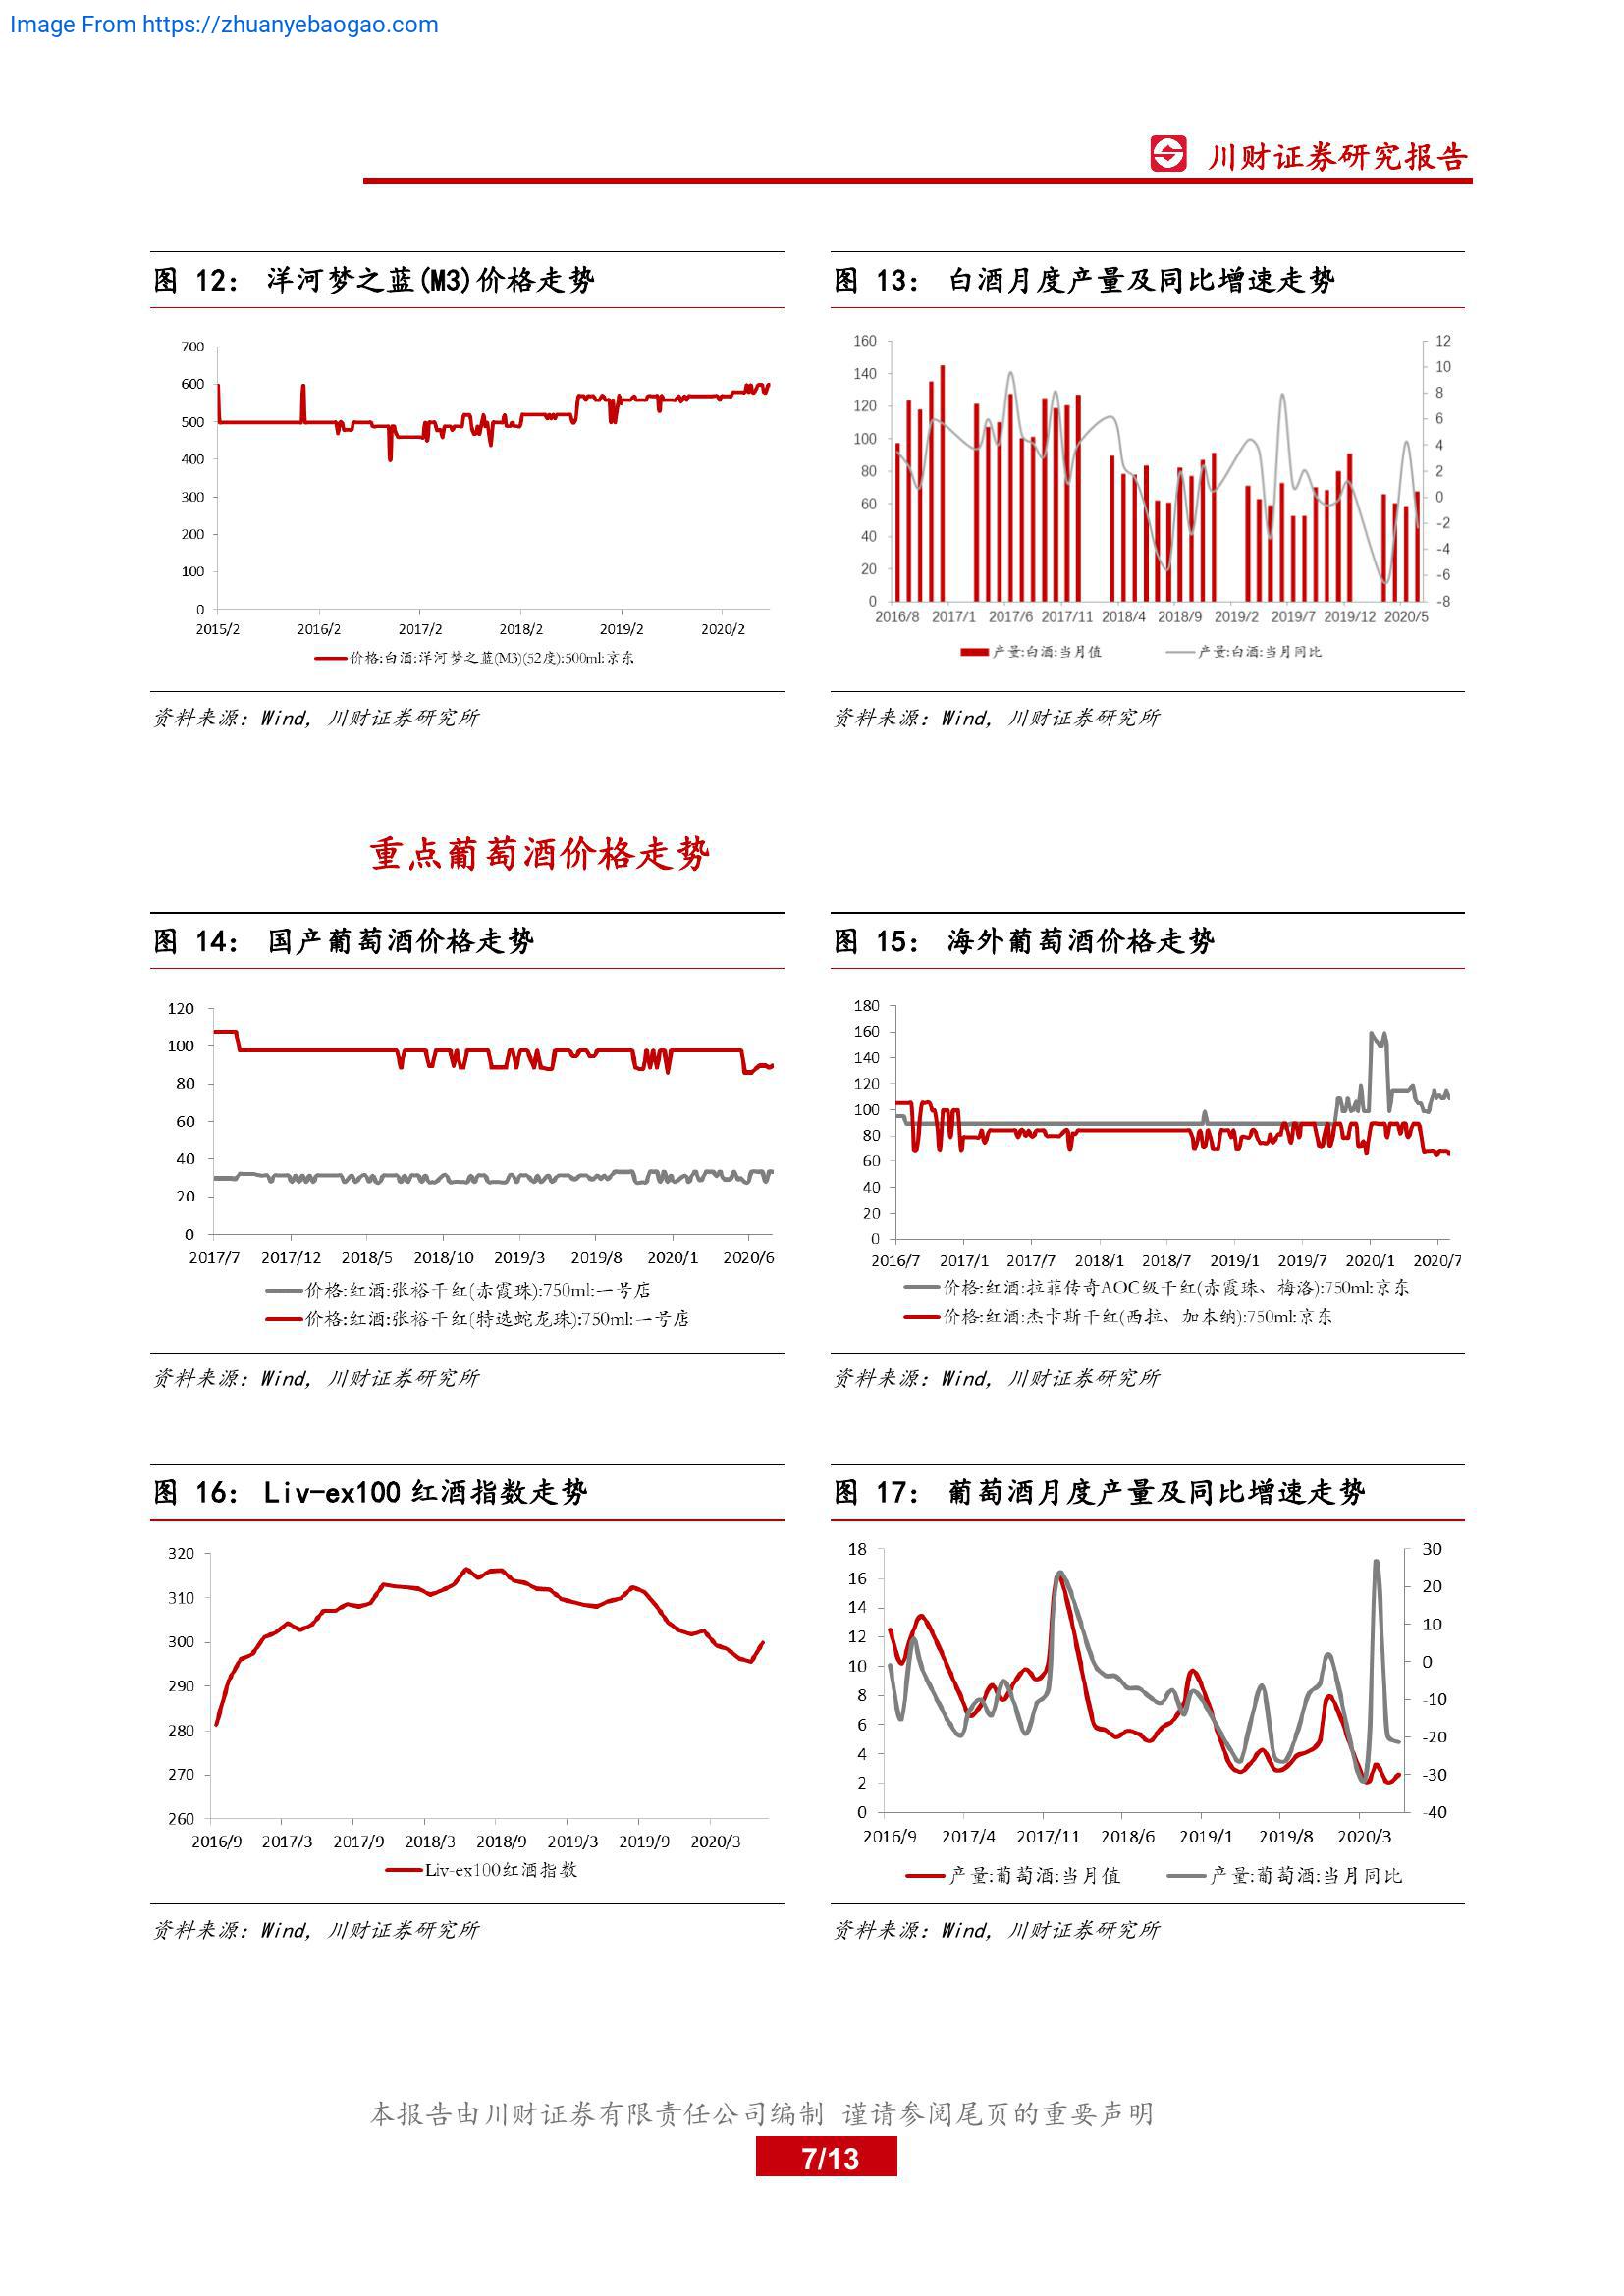 Image From https://zhuanyebaogao.com
川财证券研究报告
图 12: 洋河梦之蓝(M3)价格走势
700
600
500
400
300
200
100
0
2015/2 2016/2 2017/2 2018/2 2019/2 2020/2
价格:白酒:洋河梦之蓝(M3)(52度):500ml:京东
资料来源: Wind, 川财证券研究所
图 13: 白酒月度产量及同比增速走势
160
140
120
100
80
60
40
20
0
12
10
8
6
4
2
0
-2
-4
-6
-8
2016/8 2017/1 2017/6 2017/11 2018/4 2018/9 2019/2 2019/7 2019/12 2020/5
产量:白酒:当月值 产量:白酒:当月同比
资料来源: Wind, 川财证券研究所
重点葡萄酒价格走势
图 14: 国产葡萄酒价格走势
120
100
80
60
40
20
0
2017/7 2017/12 2018/5 2018/10 2019/3 2019/8 2020/1 2020/6
价格:红酒:张裕干红(赤霞珠):750ml:一号店
价格:红酒:张裕干红(特选蛇龙珠):750ml:一号店
资料来源: Wind, 川财证券研究所
图 15: 海外葡萄酒价格走势
180
160
140
120
100
80
60
40
20
0
2016/7 2017/1 2017/7 2018/1 2018/7 2019/1 2019/7 2020/1 2020/7
价格:红酒:拉菲传奇AOC级干红(赤霞珠、梅洛):750ml:京东
价格:红酒:杰卡斯干红(西拉、加本纳):750ml:京东
资料来源: Wind, 川财证券研究所
图 16: Liv-ex100 红酒指数走势
320
310
300
290
280
270
260
2016/9 2017/3 2017/9 2018/3 2018/9 2019/3 2019/9 2020/3
Liv-ex100红酒指数
资料来源: Wind, 川财证券研究所
图 17: 葡萄酒月度产量及同比增速走势
18
16
14
12
10
8
6
4
2
0
30
20
10
0
-10
-20
-30
-40
2016/9 2017/4 2017/11 2018/6 2019/1 2019/8 2020/3
产量:葡萄酒:当月值 产量:葡萄酒:当月同比
资料来源: Wind, 川财证券研究所
本报告由川财证券有限责任公司编制 谨请参阅尾页的重要声明
7/13